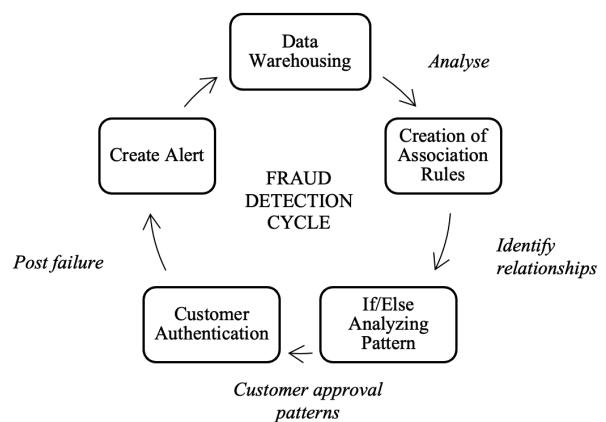 Data
Warehousing
Analyse
Creation of
Association
Rules
Create Alert
FRAUD
DETECTION
CYCLE
Identify
relationships
Post failure
If/Else
Analyzing
Pattern
Customer
Authentication
Customer approval
patterns